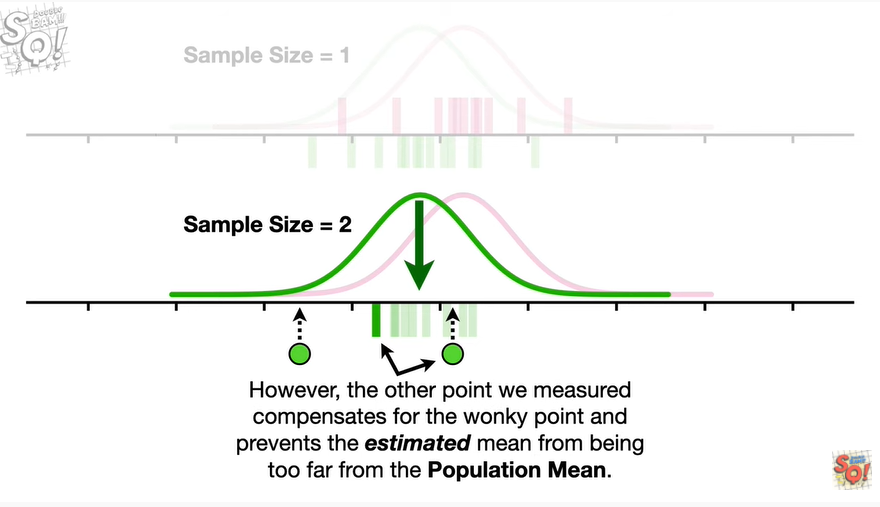 DOUBLE
BAM!!!
SQ!
Sample Size = 1
Sample Size = 2
However, the other point we measured
compensates for the wonky point and
prevents the estimated mean from being
too far from the Population Mean.
SQ!